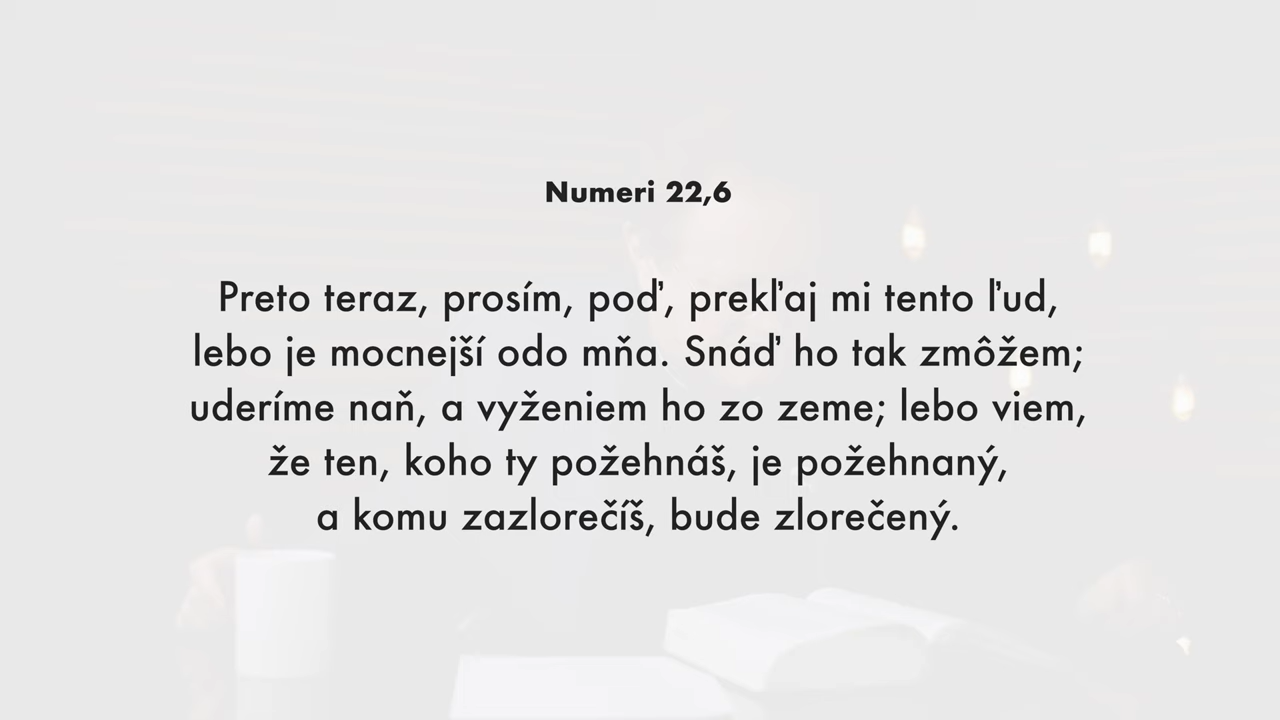 Numeri 22,6
Preto teraz, prosím, poď, prekľaj mi tento ľud,
lebo je mocnejší odo mňa. Snáď ho tak zmôžem;
uderíme naň, a vyženiem ho zo zeme; lebo viem,
že ten, koho ty požehnáš, je požehnaný,
a komu zazlorečíš, bude zlorečený.